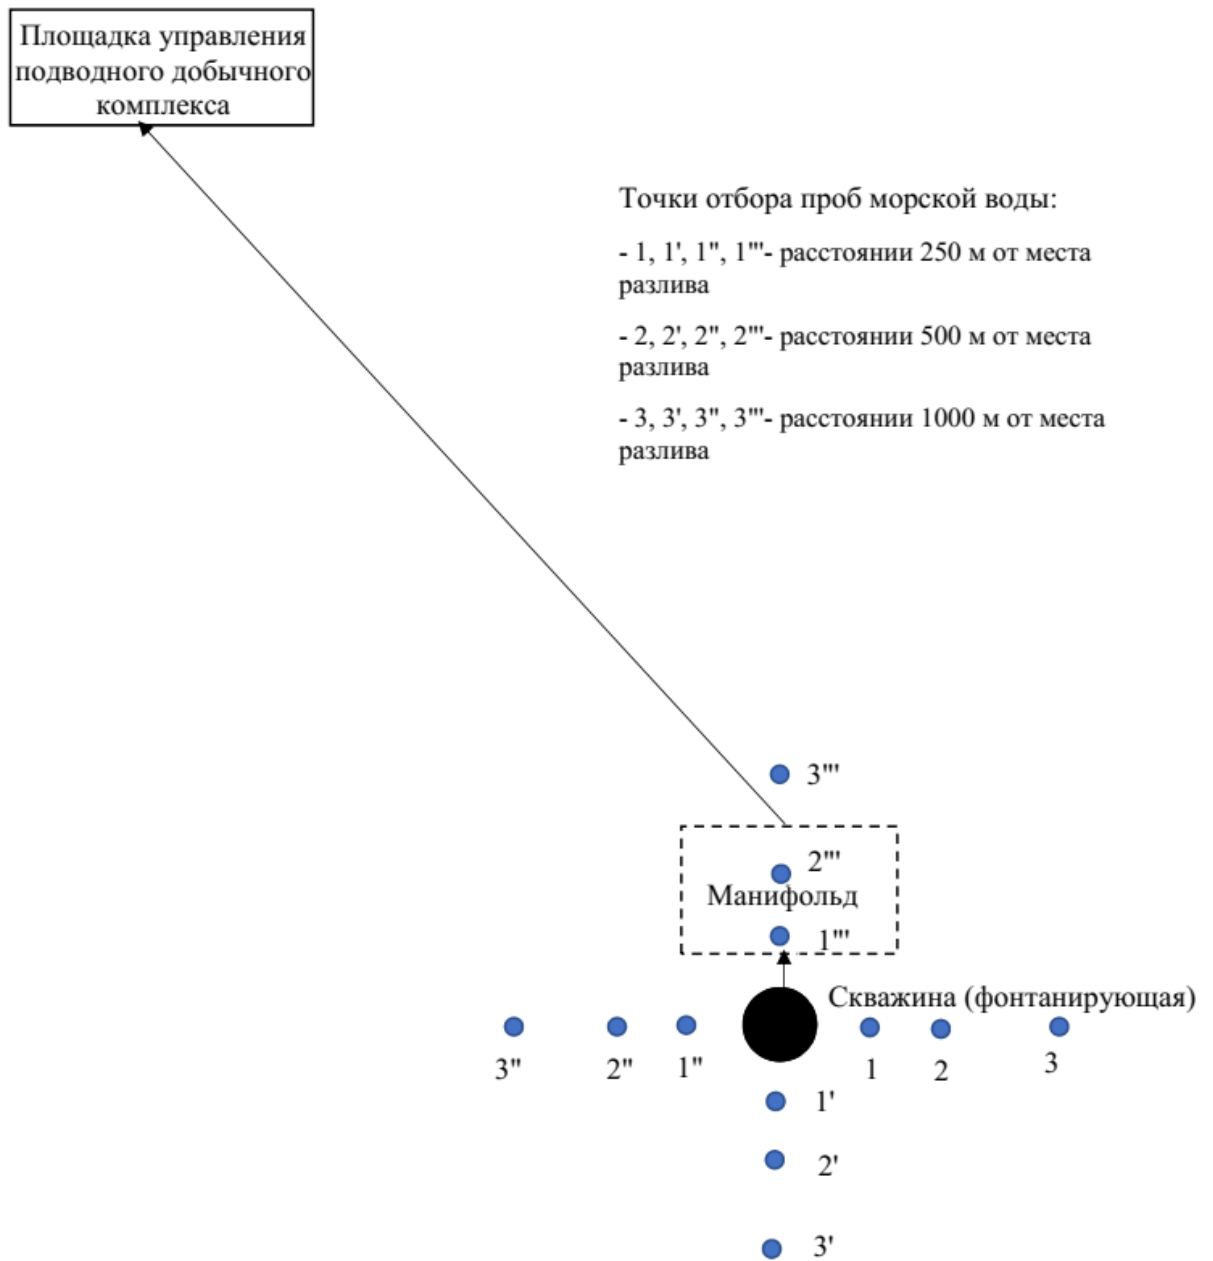 Площадка управления
подводного добычного
комплекса
Точки отбора проб морской воды:
- 1, 1', 1", 1"'- расстоянии 250 м от места
разлива
- 2, 2', 2", 2"'- расстоянии 500 м от места
разлива
- 3, 3', 3", 3"'- расстоянии 1000 м от места
разлива
3"'
2"'
Манифольд
1"'
Скважина (фонтанирующая)
3"
2"
1"
1
2
3
1'
2'
3'